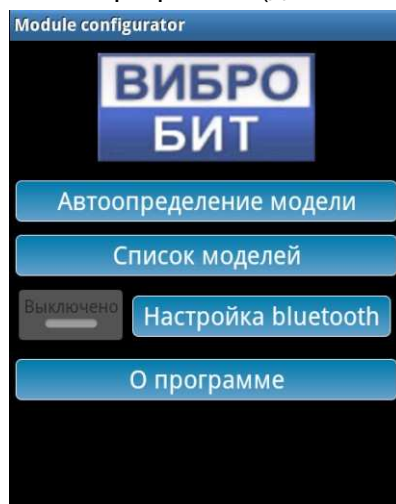 Module configurator
ВИБРО
БИТ
Автоопределение модели
Список моделей
Выключено
Настройка bluetooth
О программе